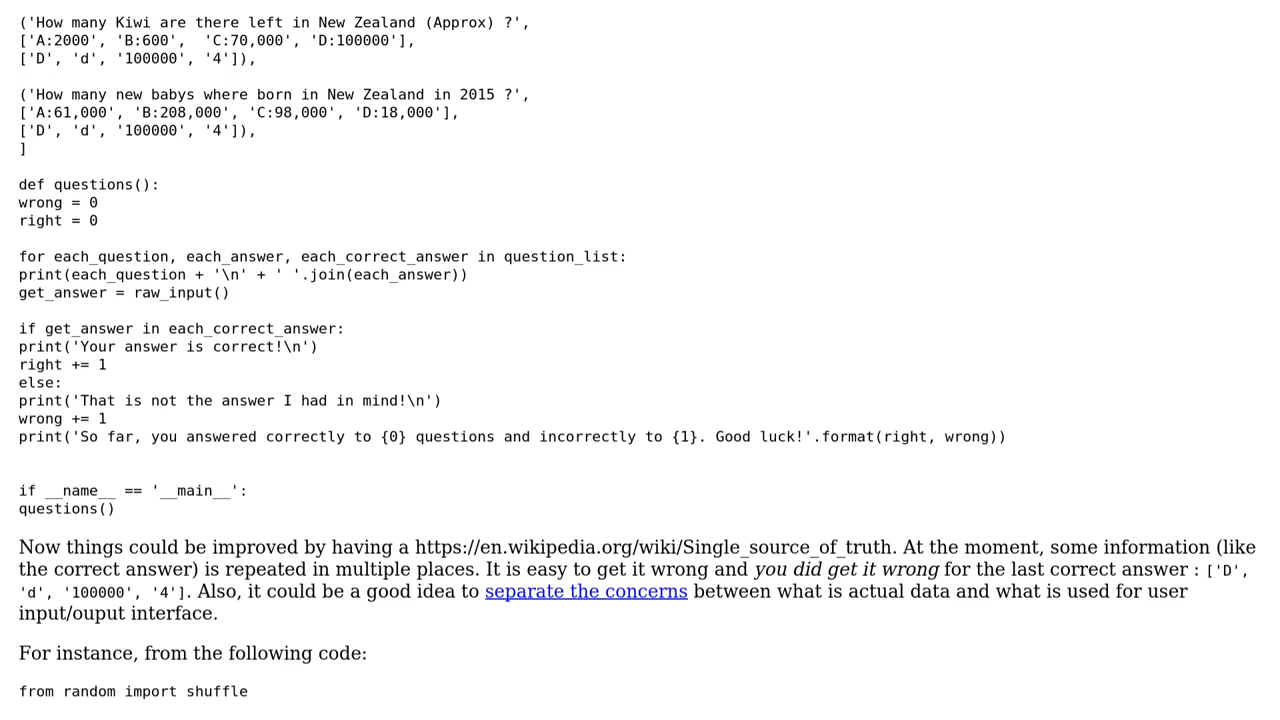 ('How many Kiwi are there left in New Zealand (Approx) ?',
['A:2000', 'B:600',  'C:70,000', 'D:100000'],
['D', 'd', '100000', '4']),
('How many new babys where born in New Zealand in 2015 ?',
['A:61,000', 'B:208,000', 'C:98,000', 'D:18,000'],
['D', 'd', '100000', '4']),
]
def questions():
wrong = 0
right = 0
for each_question, each_answer, each_correct_answer in question_list:
print(each_question + '\n' + ' '.join(each_answer))
get_answer = raw_input()
if get_answer in each_correct_answer:
print('Your answer is correct!\n')
right += 1
else:
print('That is not the answer I had in mind!\n')
wrong += 1
print('So far, you answered correctly to {0} questions and incorrectly to {1}. Good luck!'.format(right, wrong))
if __name__ == '__main__':
questions()
Now things could be improved by having a https://en.wikipedia.org/wiki/Single_source_of_truth. At the moment, some information (like
the correct answer) is repeated in multiple places. It is easy to get it wrong and you did get it wrong for the last correct answer : ['D',
'd', '100000', '4']. Also, it could be a good idea to separate the concerns between what is actual data and what is used for user
input/ouput interface.
For instance, from the following code:
from random import shuffle